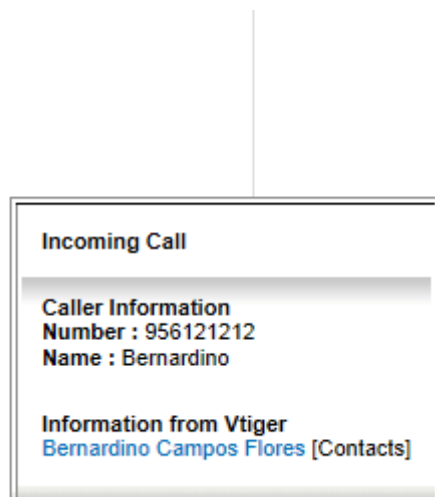 Incoming Call
Caller Information
Number : 956121212
Name : Bernardino
Information from Vtiger
Bernardino Campos Flores [Contacts]